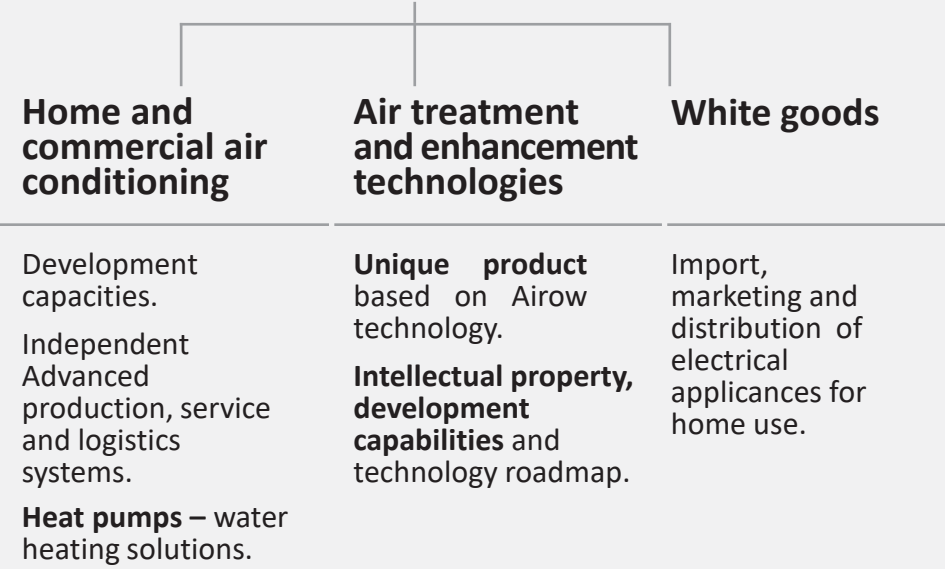 Home and
commercial air
conditioning
Development
capacities.
Independent
Advanced
production, service
and logistics
systems.
Heat pumps – water
heating solutions.
Air treatment
and enhancement
technologies
Unique product
based on Airow
technology.
Intellectual property,
development
capabilities and
technology roadmap.
White goods
Import,
marketing and
distribution of
electrical
applicances for
home use.